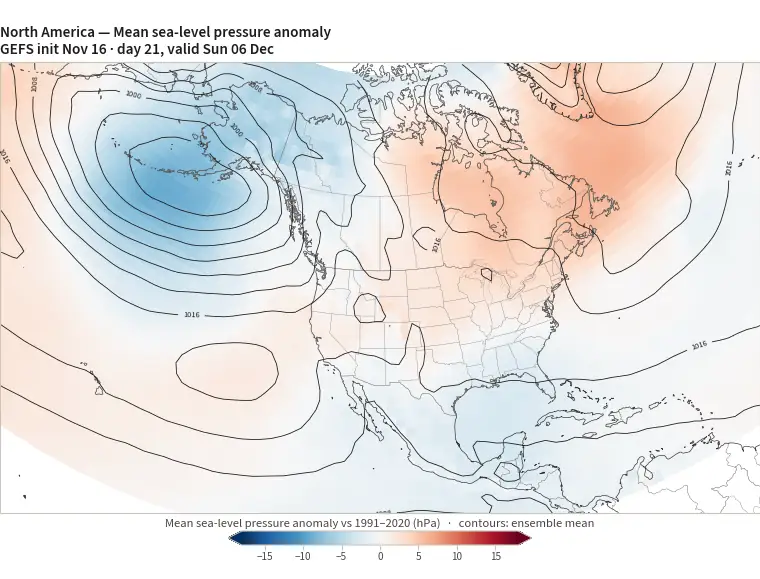 North America — Mean sea-level pressure anomaly
GEFS init Nov 16 · day 21, valid Sun 06 Dec
1008
1000
1008
1000
1016
1016
1016
1016
1016
Mean sea-level pressure anomaly vs 1991–2020 (hPa) · contours: ensemble mean
−15 −10 −5 0 5 10 15